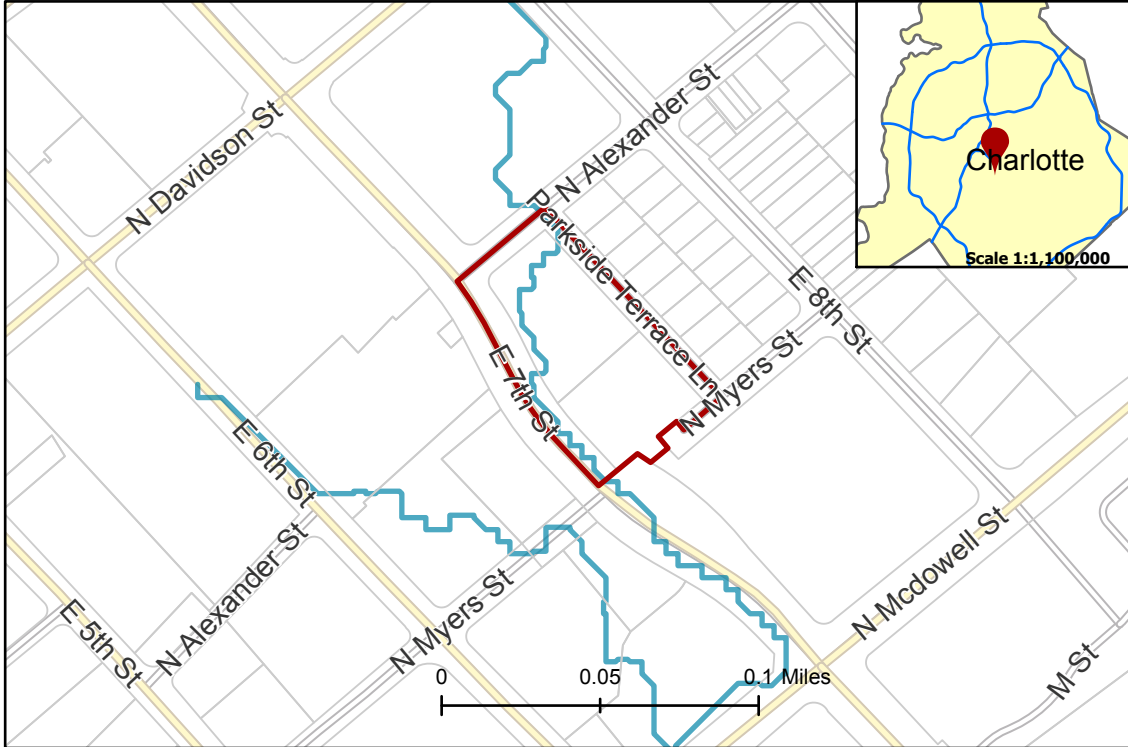 N Davidson St
N Alexander St
Charlotte
Scale 1:1,100,000
Parkside Terrace Ln
E 8th St
E 7th St
N Myers St
E 6th St
N Alexander St
N Myers St
N Mcdowell St
E 5th St
M St
0 0.05 0.1 Miles